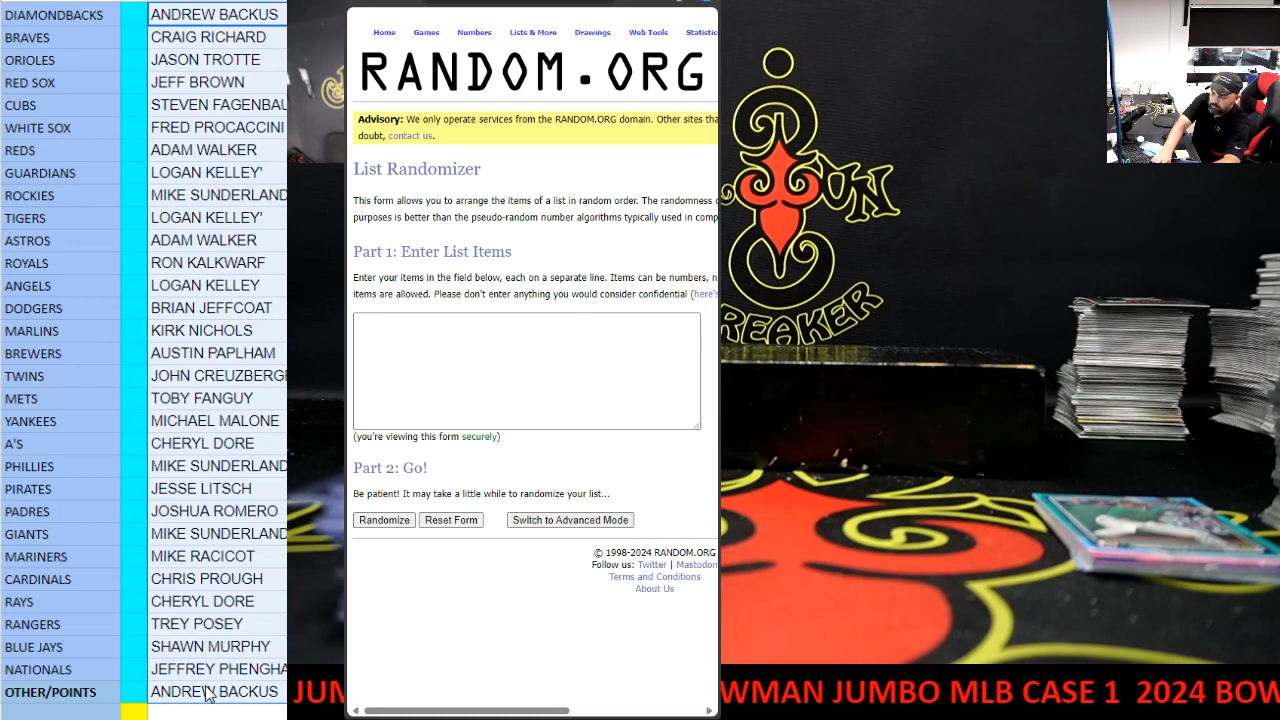 DIAMONDBACKS ANDREW BACKUS
BRAVES CRAIG RICHARD
ORIOLES JASON TROTTE
RED SOX JEFF BROWN
CUBS STEVEN FAGENBAU
WHITE SOX FRED PROCACCINI
ADAM WALKER
GUARDIANS LOGAN KELLEY'
ROCKIES MIKE SUNDERLAND
TIGERS LOGAN KELLEY'
ASTROS ADAM WALKER
ROYALS RON KALKWARF
ANGELS LOGAN KELLEY
DODGERS BRIAN JEFFCOAT
MARLINS KIRK NICHOLS
BREWERS AUSTIN PAPLHAM
TWINS JOHN CREUZBERGE
METS TOBY FANGUY
YANKEES MICHAEL MALONE
A'S CHERYL DORE
PHILLIES MIKE SUNDERLAND
PIRATES JESSE LITSCH
PADRES JOSHUA ROMERO
GIANTS MIKE SUNDERLAND
MARINERS MIKE RACICOT
CARDINALS CHRIS PROUGH
RAYS CHERYL DORE
RANGERS TREY POSEY
BLUE JAYS SHAWN MURPHY
NATIONALS JEFFREY PHENGHA
OTHER/POINTS ANDREW BACKUS
Home Games Numbers Lists & More Drawings Web Tools Statistic
RANDOM.ORG
Advisory: We only operate services from the RANDOM.ORG domain. Other sites tha
doubt, contact us.
List Randomizer
This form allows you to arrange the items of a list in random order. The randomness
purposes is better than the pseudo-random number algorithms typically used in comp
Part 1: Enter List Items
Enter your items in the field below, each on a separate line. Items can be numbers, n
items are allowed. Please don't enter anything you would consider confidential (here's
(you're viewing this form securely)
Part 2: Go!
Be patient! It may take a little while to randomize your list...
Randomize Reset Form Switch to Advanced Mode
© 1998-2024 RANDOM.ORG
Follow us: Twitter | Mastodon
Terms and Conditions
About Us
REAKER
JUM WMAN JUMBO MLB CASE 1 2024 BOW